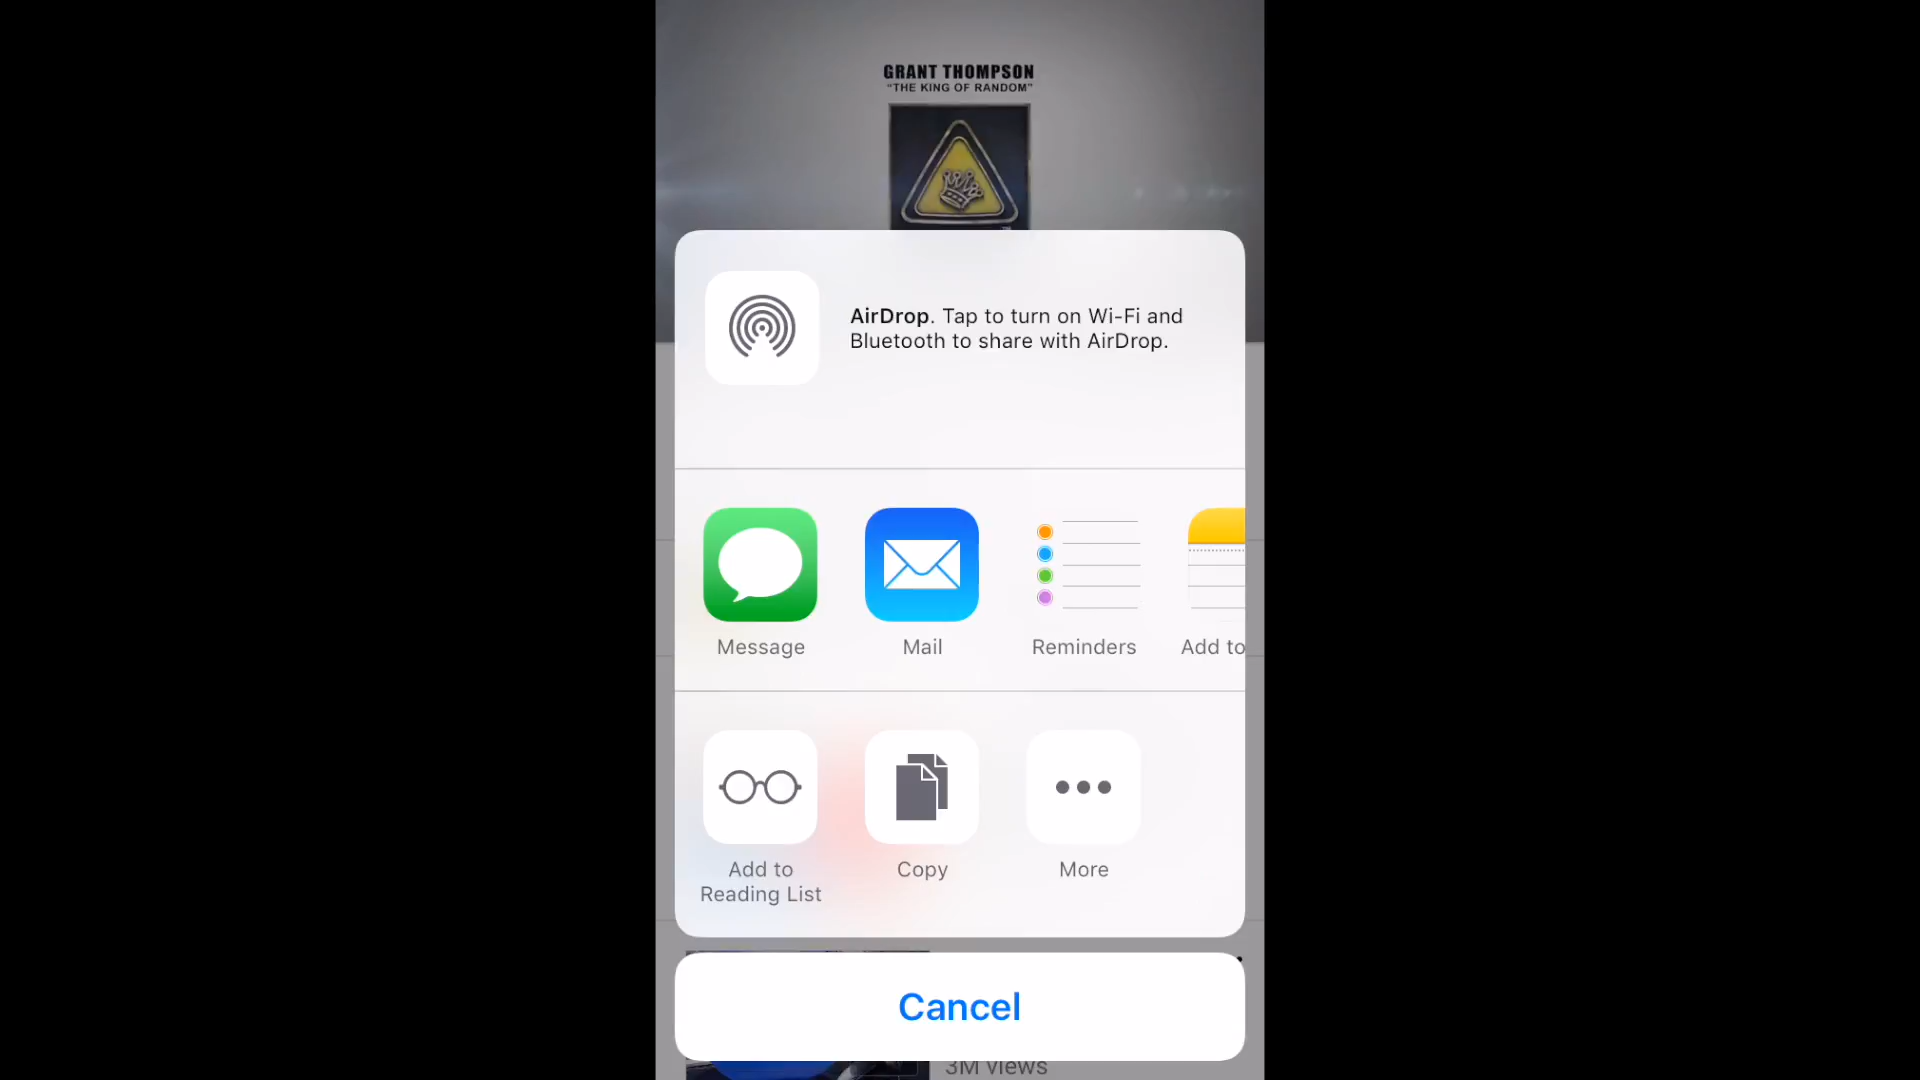 GRANT THOMPSON
"THE KING OF RANDOM"
AirDrop. Tap to turn on Wi-Fi and
Bluetooth to share with AirDrop.
Message
Mail
Reminders
Add to
Add to
Reading List
Copy
More
Cancel
3M views